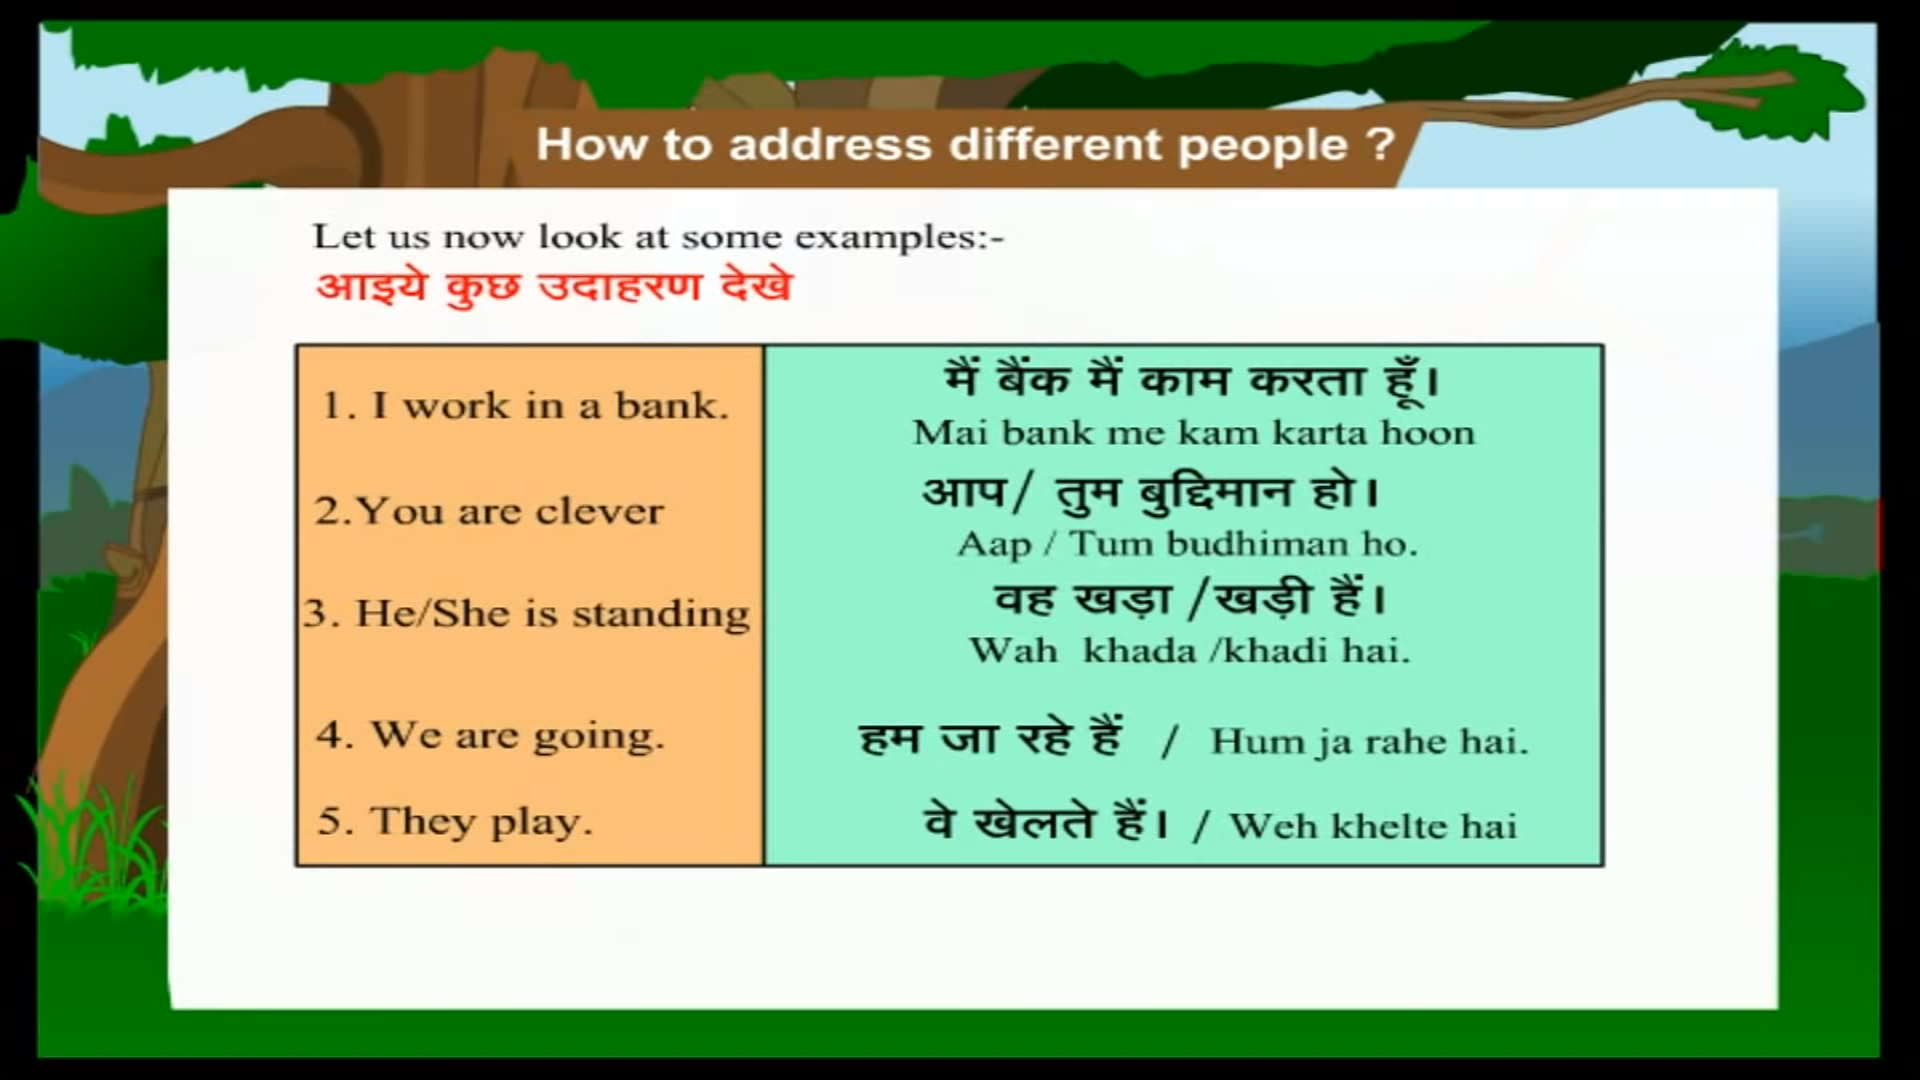 How to address different people ?
Let us now look at some examples:-
आइये कुछ उदाहरण देखे
1. I work in a bank.
मैं बैंक मैं काम करता हूँ।
Mai bank me kam karta hoon
2.You are clever
आप/ तुम बुद्दिमान हो।
Aap / Tum budhiman ho.
3. He/She is standing
वह खड़ा /खड़ी हैं।
Wah khada /khadi hai.
4. We are going.
हम जा रहे हैं / Hum ja rahe hai.
5. They play.
वे खेलते हैं। / Weh khelte hai